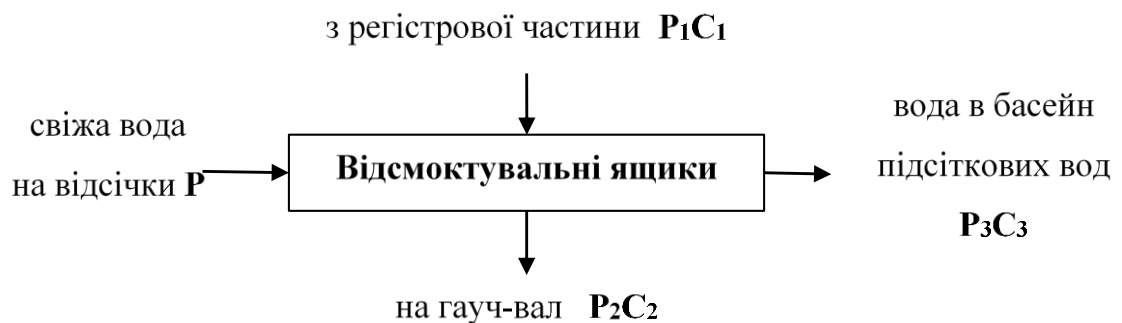 з регістрової частини P₁C₁
свіжа вода
на відсічки P
Відсмоктувальні ящики
вода в басейн
підсіткових вод
P₃C₃
на гауч-вал P₂C₂